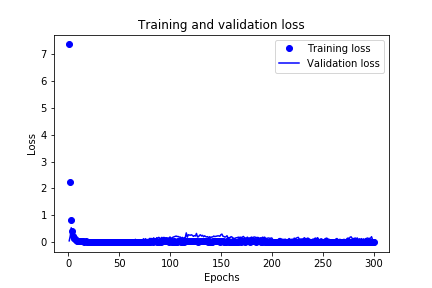 Training and validation loss
Training loss
Validation loss
7
6
5
4
3
2
1
0
Loss
0 50 100 150 200 250 300
Epochs